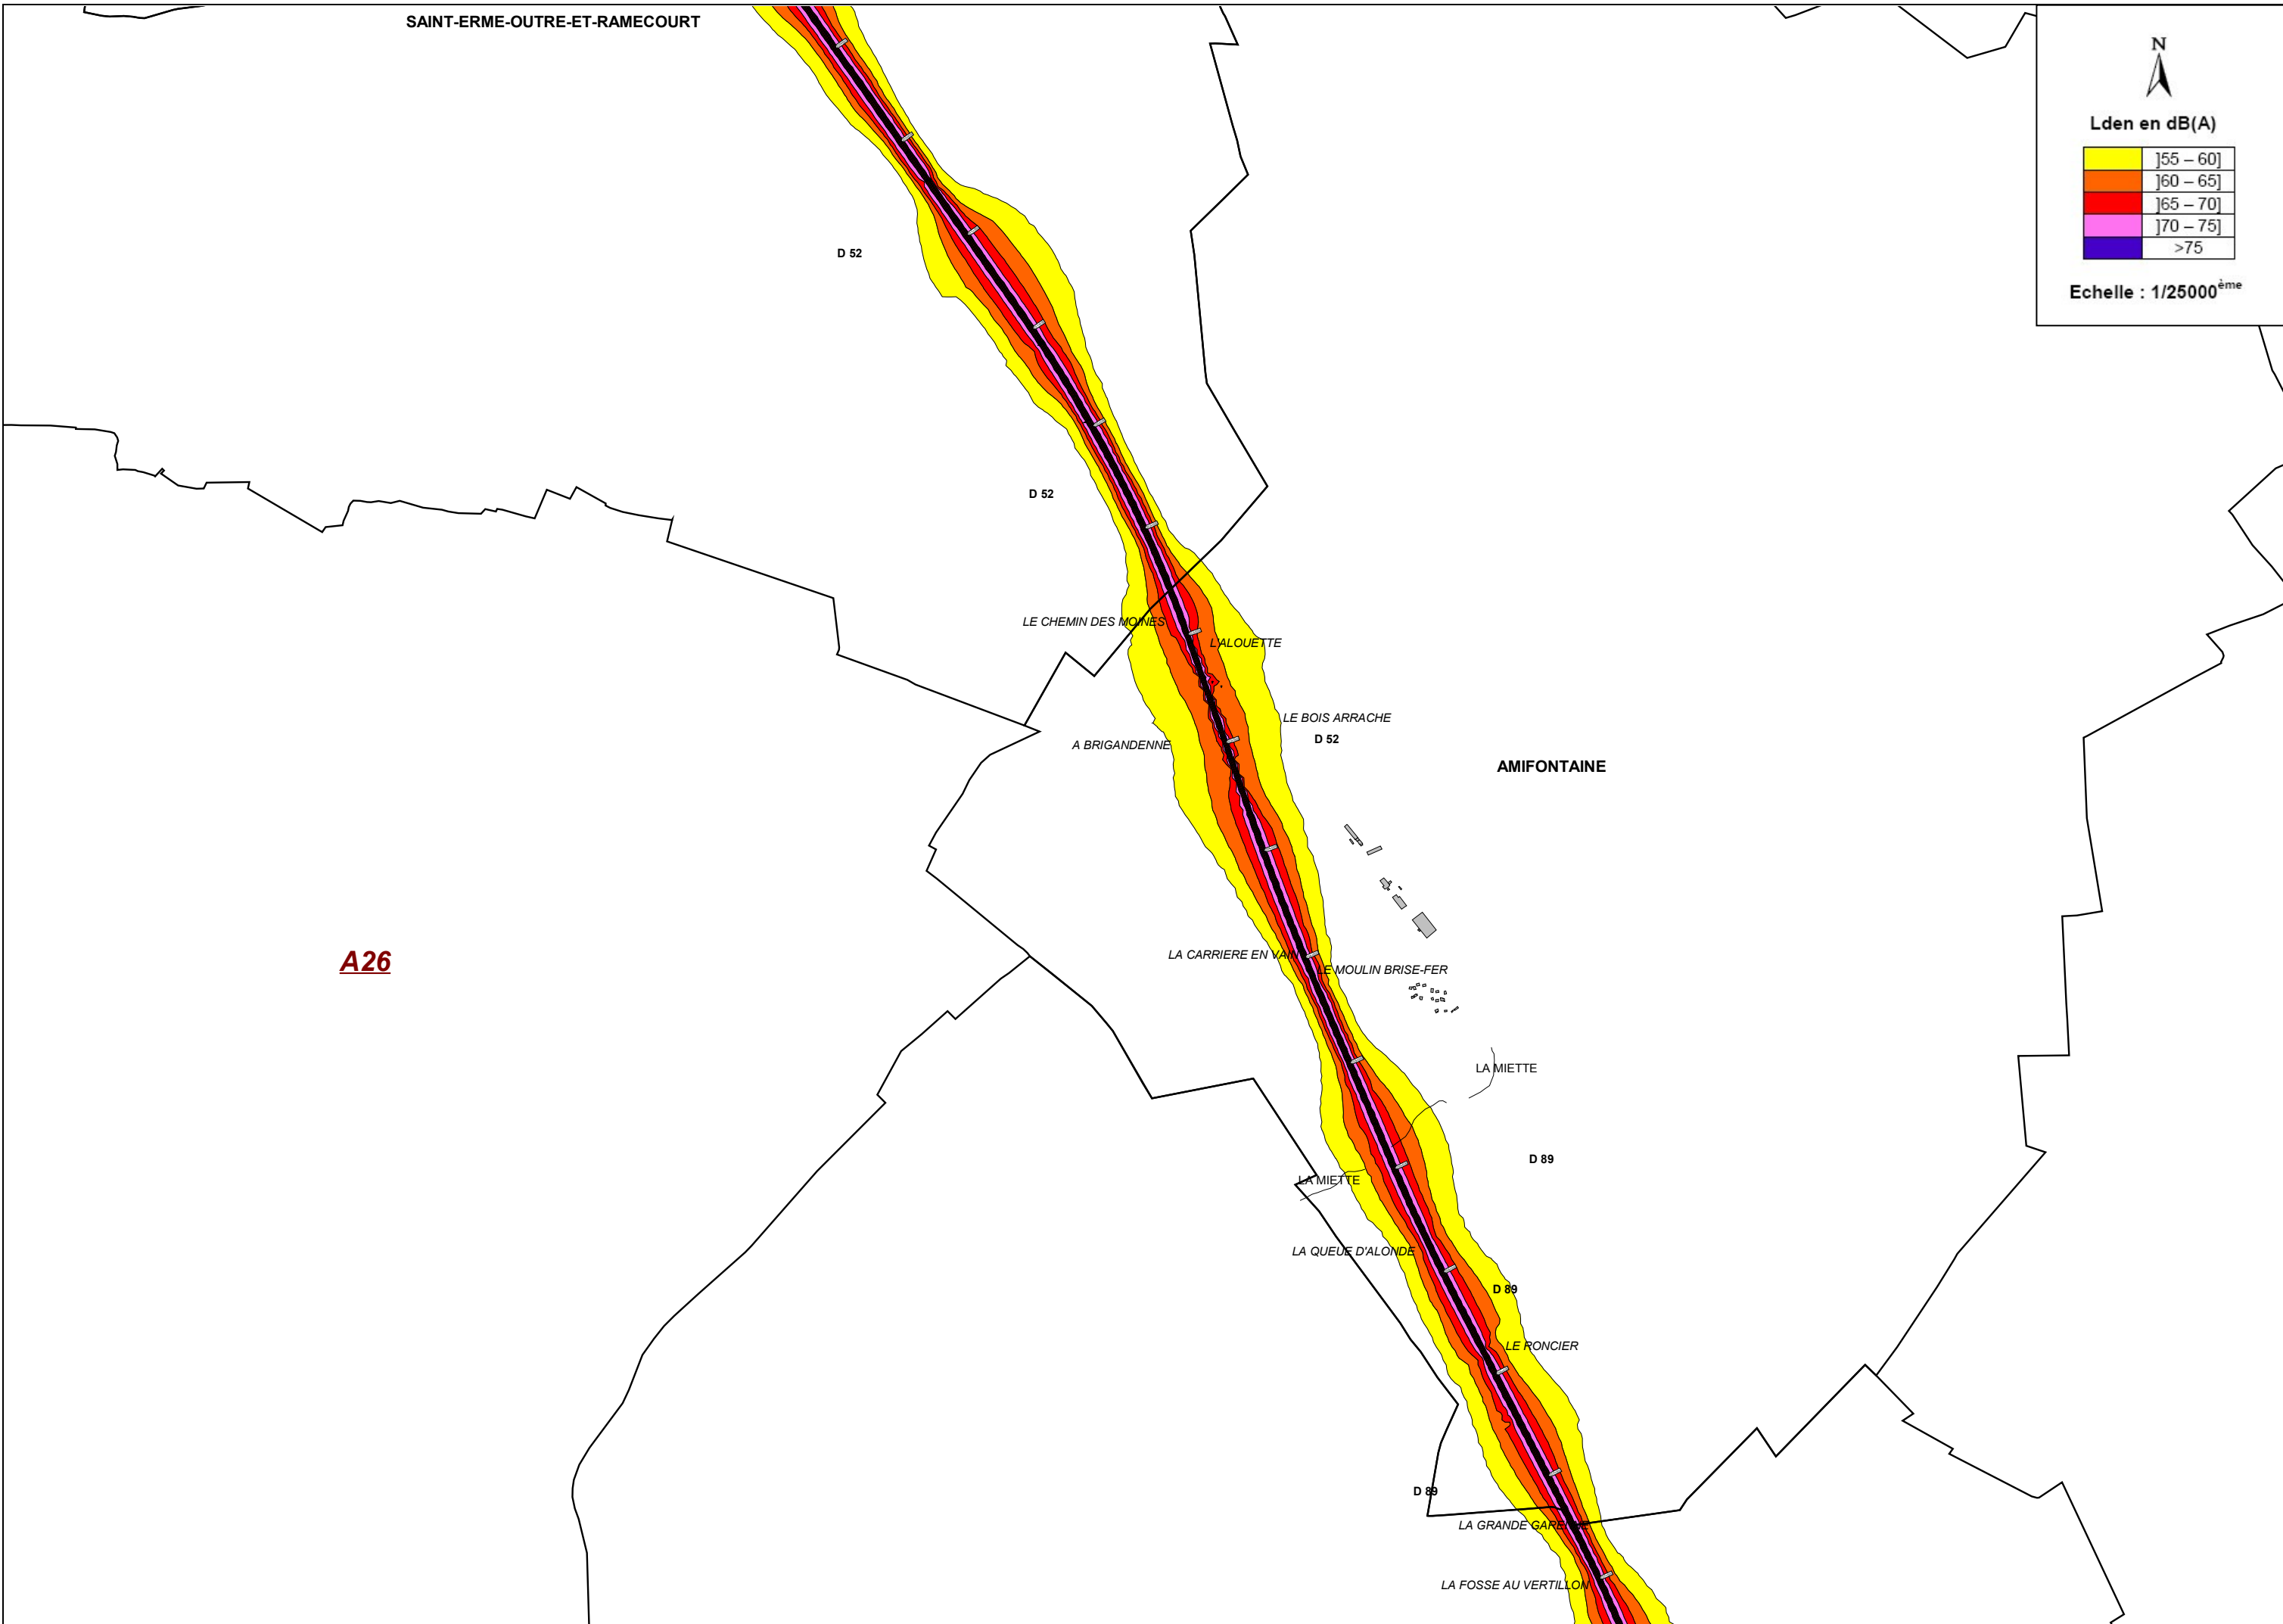 SAINT-ERME-OUTRE-ET-RAMECOURT
N
Lden en dB(A)
]55 – 60]
]60 – 65]
]65 – 70]
]70 – 75]
>75
Echelle : 1/25000ème
D 52
D 52
LE CHEMIN DES MOINES
L'ALOUETTE
LE BOIS ARRACHE
D 52
A BRIGANDENNE
AMIFONTAINE
A26
LA CARRIERE EN VAIN
LE MOULIN BRISE-FER
LA MIETTE
D 89
LA MIETTE
LA QUEUE D'ALONDE
D 89
LE RONCIER
D 89
LA GRANDE GARENNE
LA FOSSE AU VERTILLON